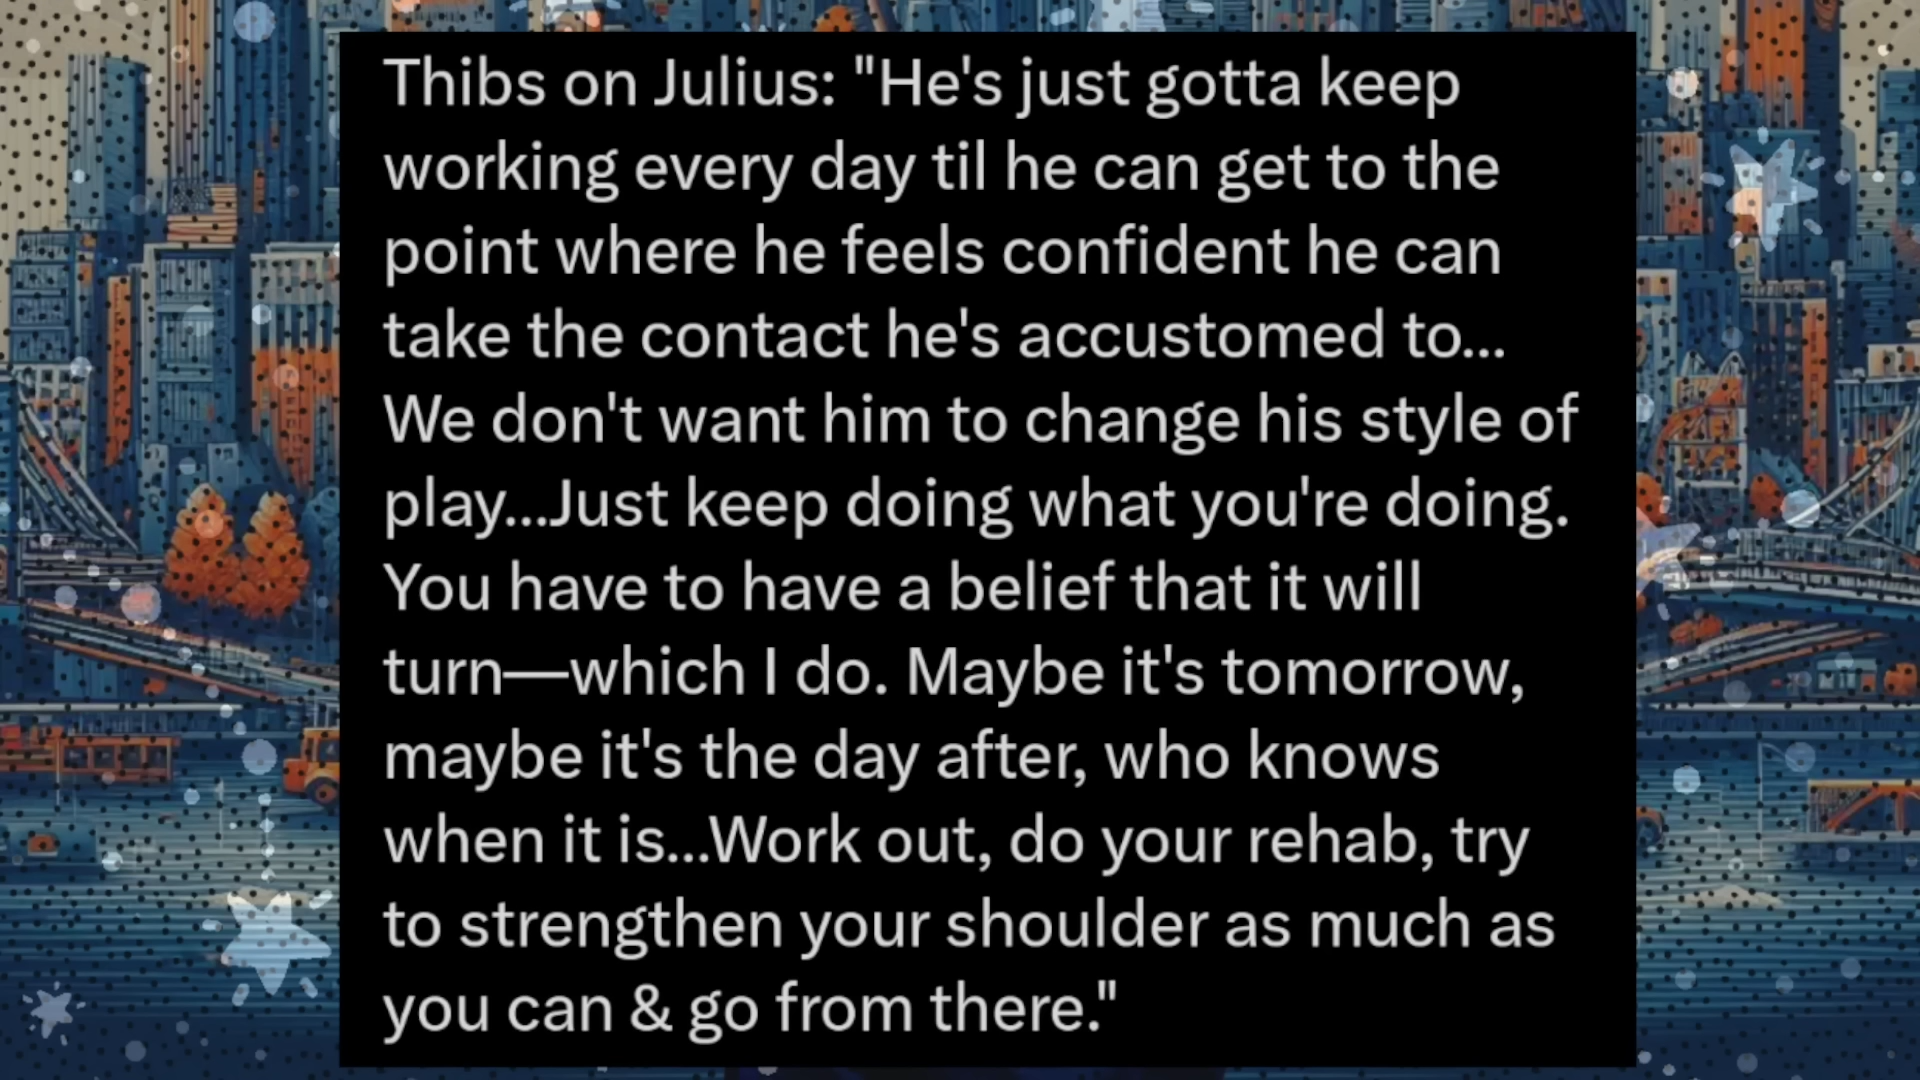 Thibs on Julius: "He's just gotta keep
working every day til he can get to the
point where he feels confident he can
take the contact he's accustomed to...
We don't want him to change his style of
play...Just keep doing what you're doing.
You have to have a belief that it will
turn—which I do. Maybe it's tomorrow,
maybe it's the day after, who knows
when it is...Work out, do your rehab, try
to strengthen your shoulder as much as
you can & go from there."